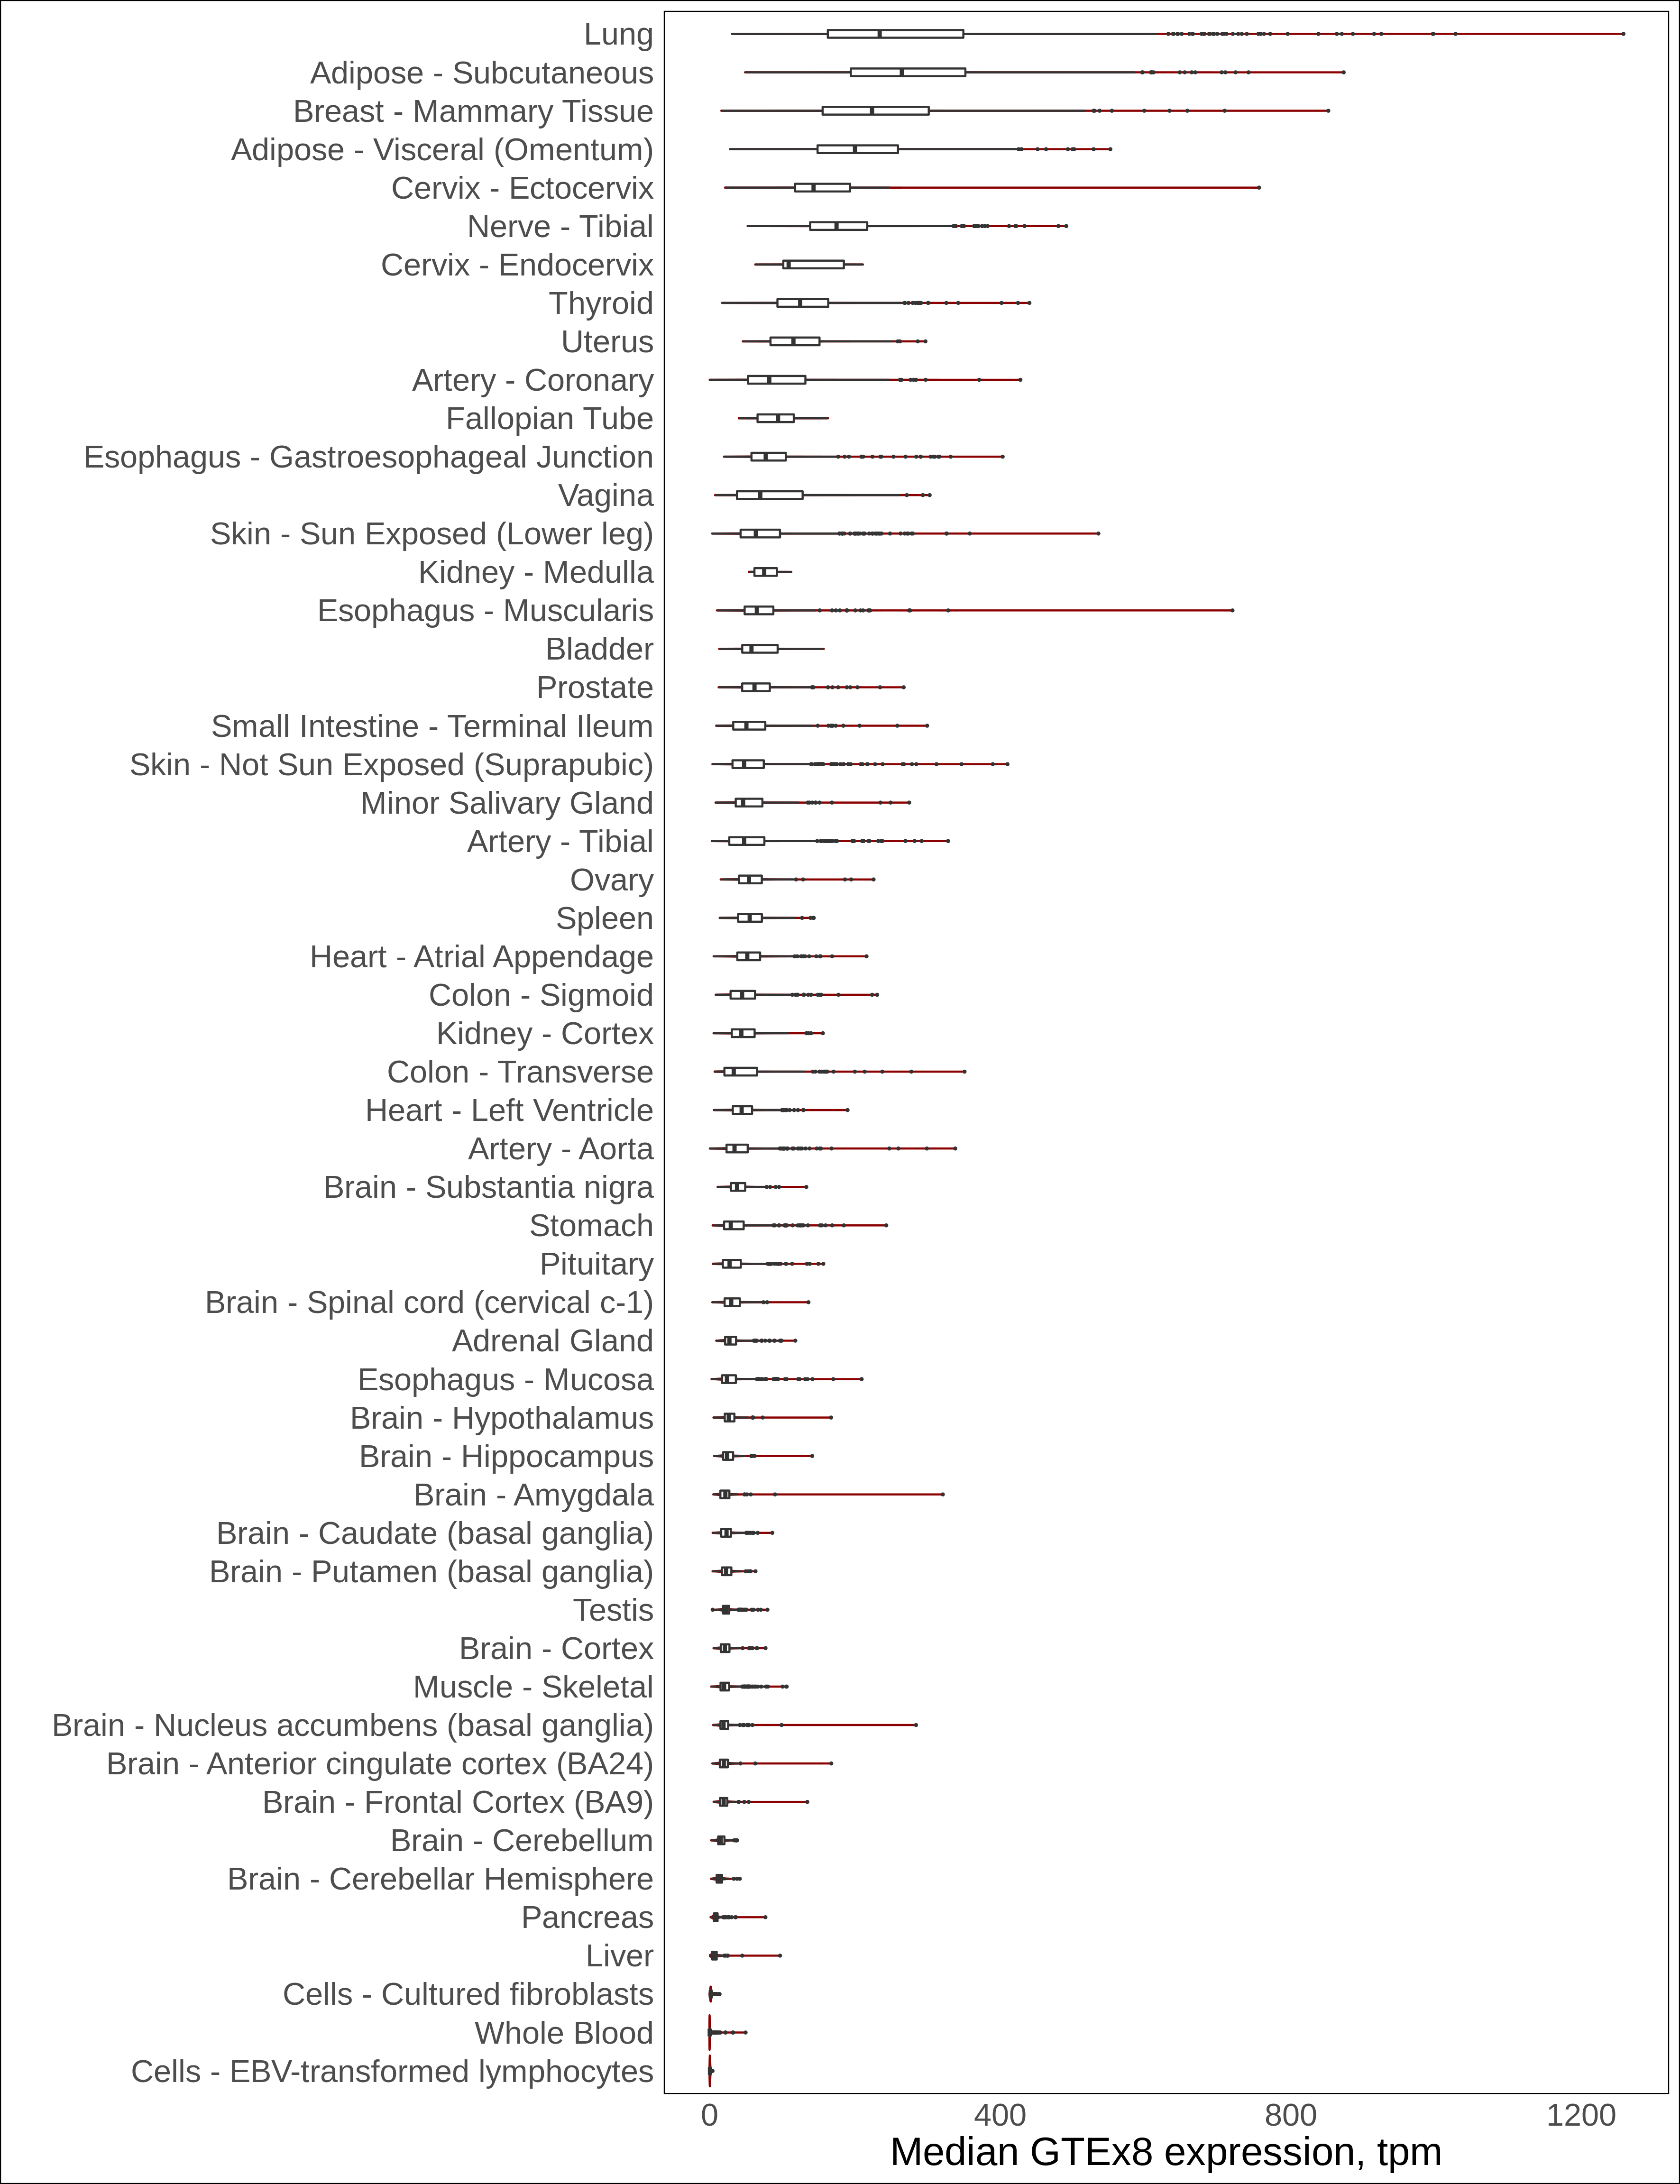 Lung
Adipose - Subcutaneous
Breast - Mammary Tissue
Adipose - Visceral (Omentum)
Cervix - Ectocervix
Nerve - Tibial
Cervix - Endocervix
Thyroid
Uterus
Artery - Coronary
Fallopian Tube
Esophagus - Gastroesophageal Junction
Vagina
Skin - Sun Exposed (Lower leg)
Kidney - Medulla
Esophagus - Muscularis
Bladder
Prostate
Small Intestine - Terminal Ileum
Skin - Not Sun Exposed (Suprapubic)
Minor Salivary Gland
Artery - Tibial
Ovary
Spleen
Heart - Atrial Appendage
Colon - Sigmoid
Kidney - Cortex
Colon - Transverse
Heart - Left Ventricle
Artery - Aorta
Brain - Substantia nigra
Stomach
Pituitary
Brain - Spinal cord (cervical c-1)
Adrenal Gland
Esophagus - Mucosa
Brain - Hypothalamus
Brain - Hippocampus
Brain - Amygdala
Brain - Caudate (basal ganglia)
Brain - Putamen (basal ganglia)
Testis
Brain - Cortex
Muscle - Skeletal
Brain - Nucleus accumbens (basal ganglia)
Brain - Anterior cingulate cortex (BA24)
Brain - Frontal Cortex (BA9)
Brain - Cerebellum
Brain - Cerebellar Hemisphere
Pancreas
Liver
Cells - Cultured fibroblasts
Whole Blood
Cells - EBV-transformed lymphocytes
0 400 800 1200
Median GTEx8 expression, tpm